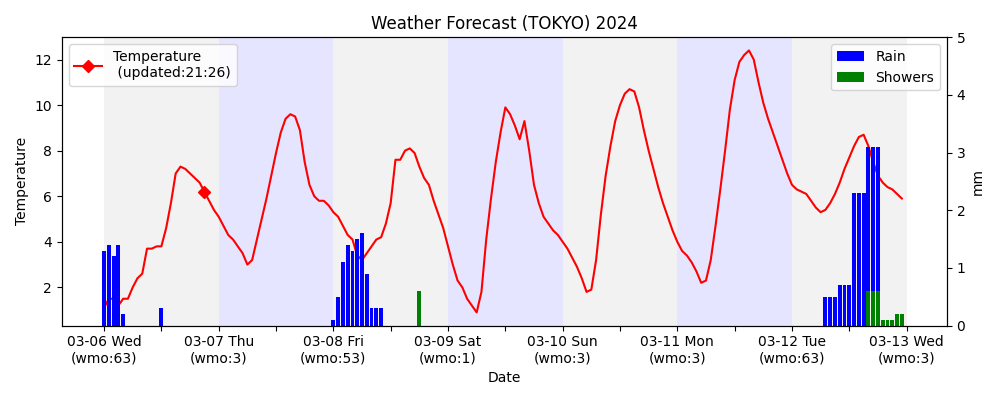 Weather Forecast (TOKYO) 2024
Temperature
(updated:21:26)
Rain
Showers
Temperature
12
10
8
6
4
2
5
4
3
2
1
0
mm
03-06 Wed
(wmo:63)
03-07 Thu
(wmo:3)
03-08 Fri
(wmo:53)
03-09 Sat
(wmo:1)
03-10 Sun
(wmo:3)
03-11 Mon
(wmo:3)
03-12 Tue
(wmo:63)
03-13 Wed
(wmo:3)
Date